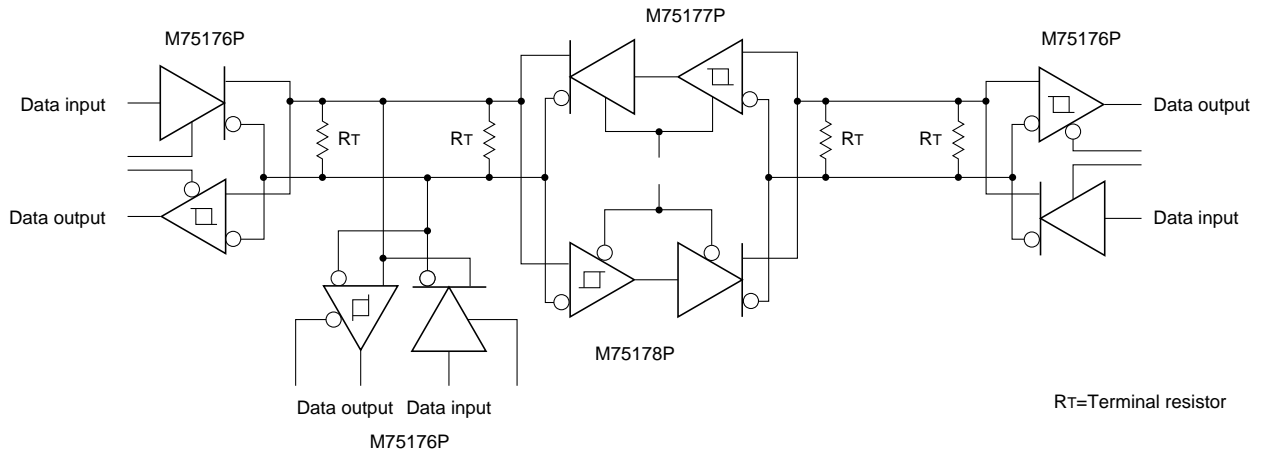 M75177P
M75176P
M75176P
Data input
Data output
RT
RT
RT
RT
Data output
Data input
M75178P
Data output
Data input
RT=Terminal resistor
M75176P